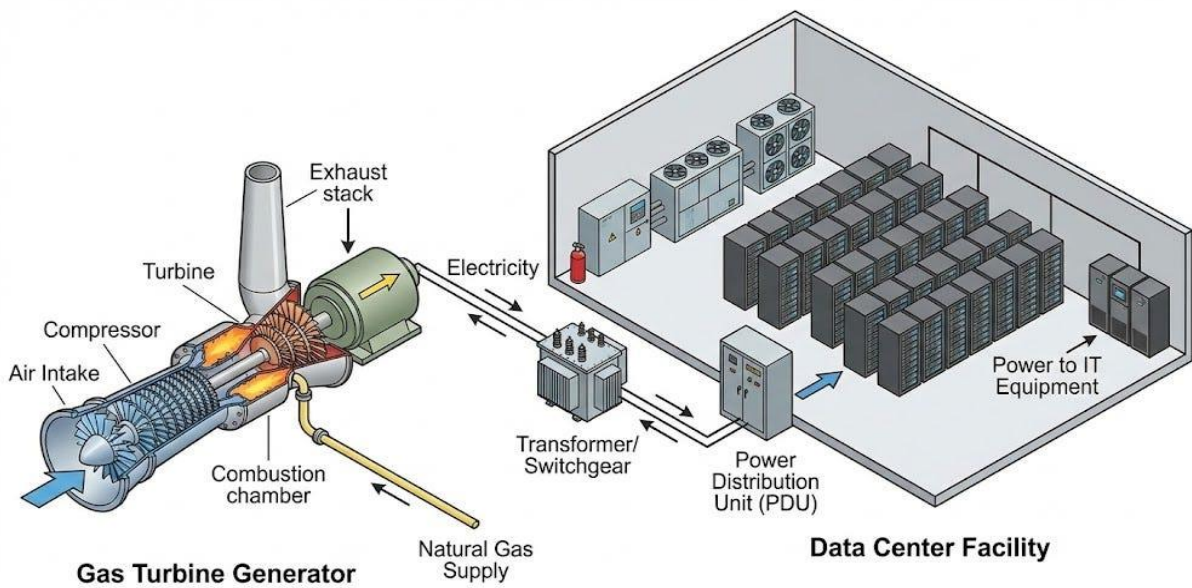 Exhaust
stack
Turbine
Compressor
Air Intake
Combustion
chamber
Natural Gas
Supply
Gas Turbine Generator
Electricity
Transformer/
Switchgear
Power
Distribution
Unit (PDU)
Power to IT
Equipment
Data Center Facility